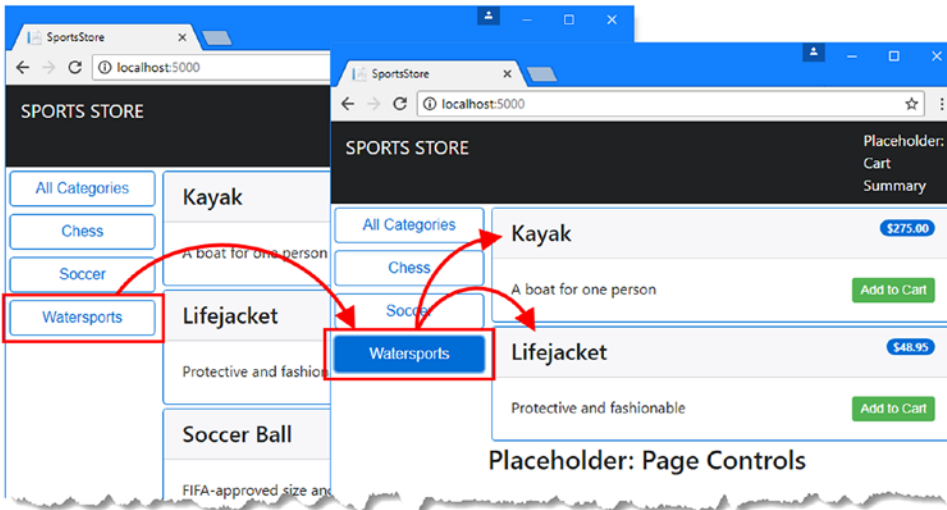 SportsStore
localhost:5000
SPORTS STORE
All Categories
Chess
Soccer
Watersports
Kayak
A boat for one person
Lifejacket
Protective and fashion
Soccer Ball
FIFA-approved size and
SportsStore
localhost:5000
SPORTS STORE
Placeholder:
Cart
Summary
All Categories
Chess
Soccer
Watersports
Kayak
$275.00
A boat for one person
Add to Cart
Lifejacket
$48.95
Protective and fashionable
Add to Cart
Placeholder: Page Controls